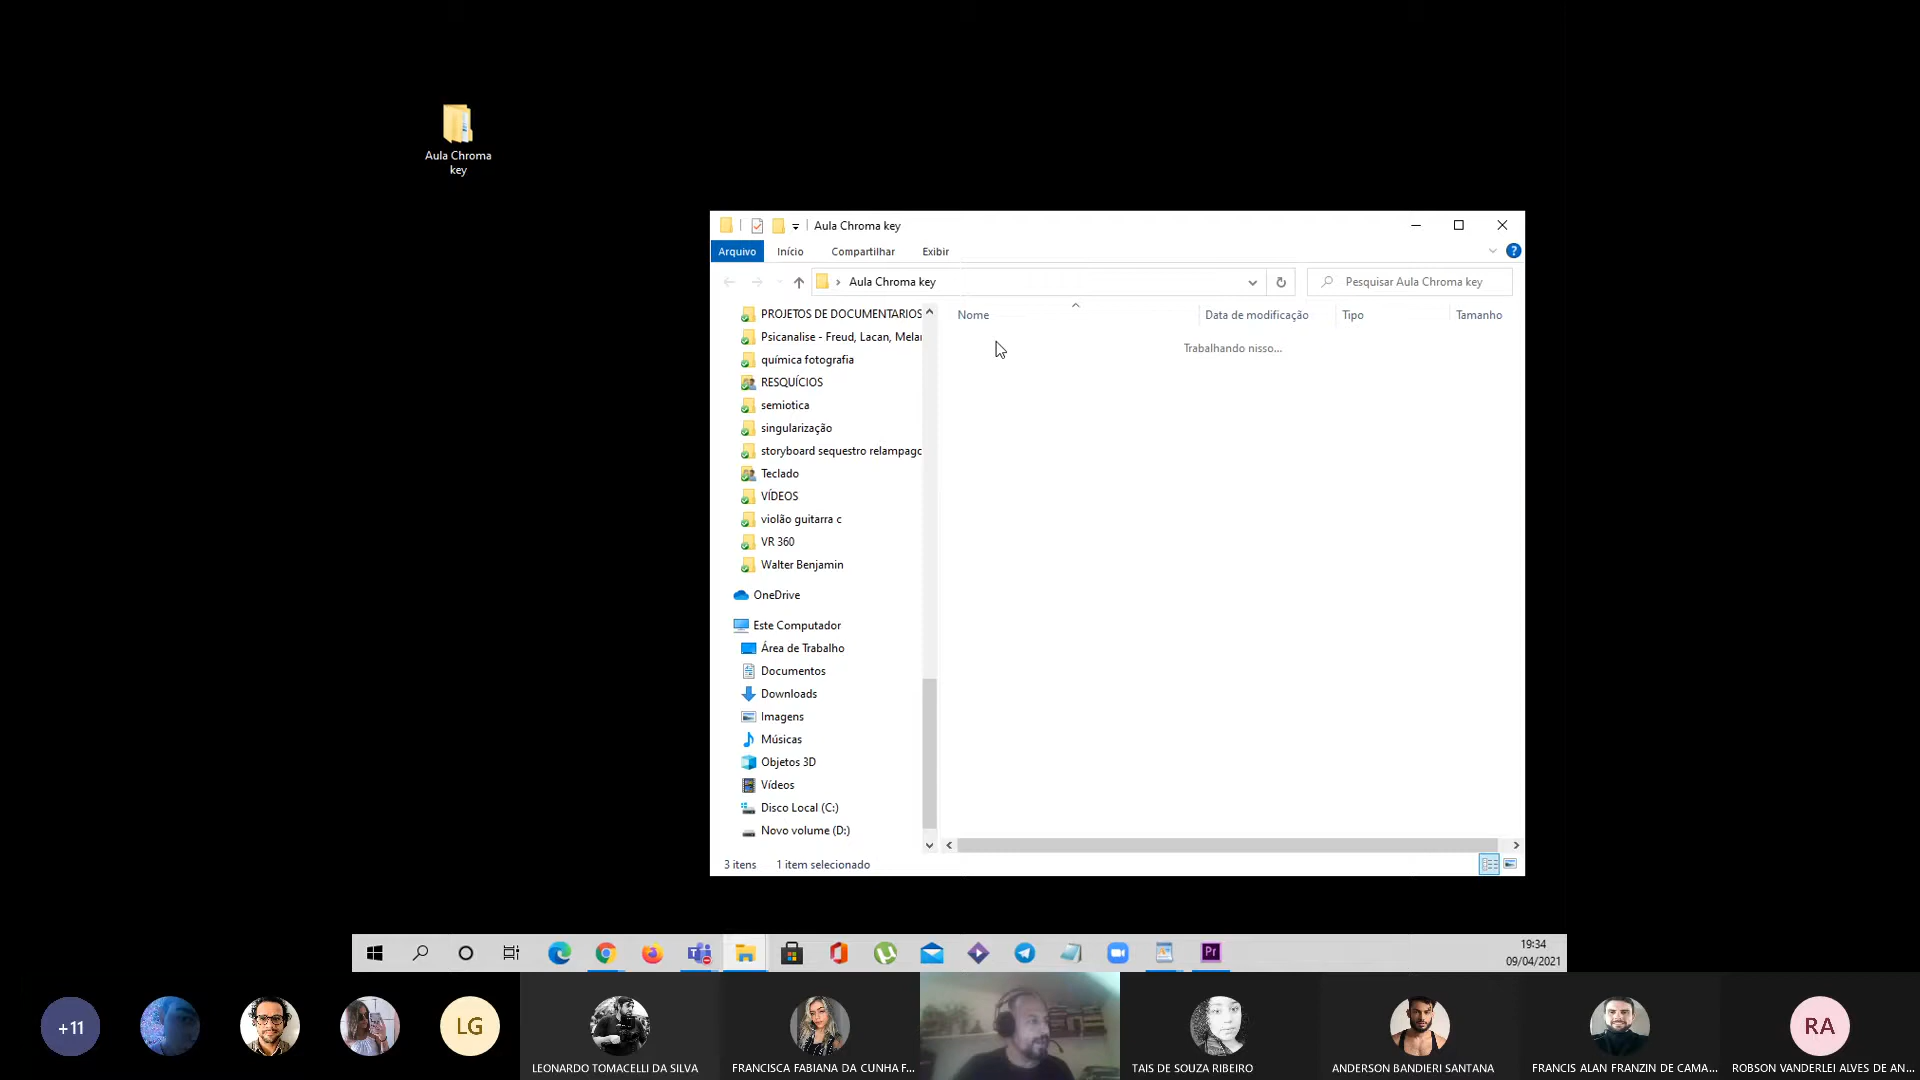 Aula Chroma
key
Aula Chroma key
Arquivo
Início
Compartilhar
Exibir
Aula Chroma key
Pesquisar Aula Chroma key
Nome
Data de modificação
Tipo
Tamanho
Trabalhando nisso...
PROJETOS DE DOCUMENTARIOS
Psicanalise - Freud, Lacan, Melan
química fotografia
RESQUÍCIOS
semiotica
singularização
storyboard sequestro relampago
Teclado
VÍDEOS
violão guitarra c
VR 360
Walter Benjamin
OneDrive
Este Computador
Área de Trabalho
Documentos
Downloads
Imagens
Músicas
Objetos 3D
Vídeos
Disco Local (C:)
Novo volume (D:)
3 itens
1 item selecionado
Pr
19:34
09/04/2021
+11
LG
LEONARDO TOMACELLI DA SILVA
FRANCISCA FABIANA DA CUNHA F...
TAIS DE SOUZA RIBEIRO
ANDERSON BANDIERI SANTANA
FRANCIS ALAN FRANZIN DE CAMA...
RA
ROBSON VANDERLEI ALVES DE AN...